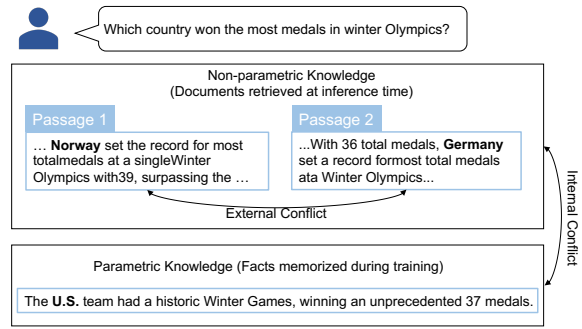 Which country won the most medals in winter Olympics?
Non-parametric Knowledge
(Documents retrieved at inference time)
Passage 1
… Norway set the record for most
totalmedals at a singleWinter
Olympics with39, surpassing the …
Passage 2
...With 36 total medals, Germany
set a record formost total medals
ata Winter Olympics...
External Conflict
Internal Conflict
Parametric Knowledge (Facts memorized during training)
The U.S. team had a historic Winter Games, winning an unprecedented 37 medals.